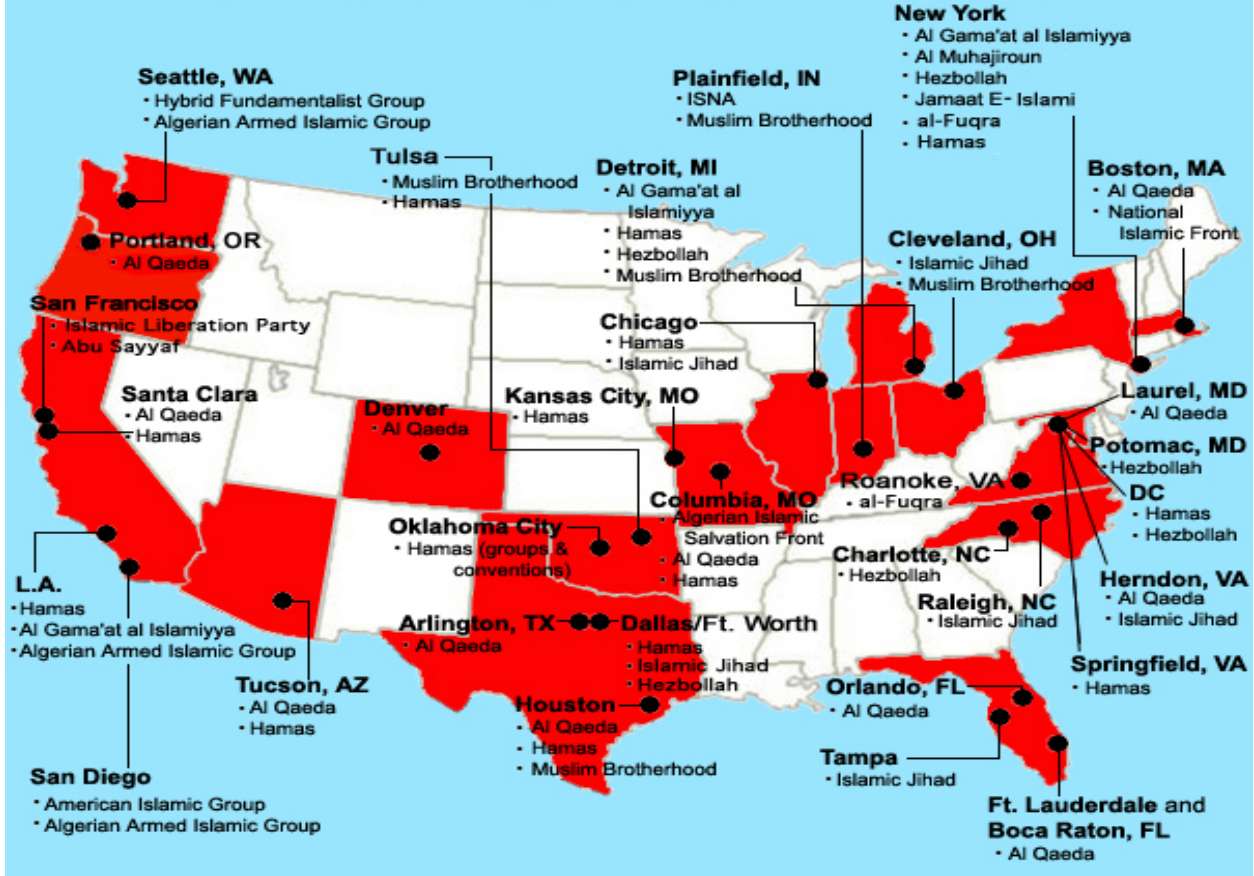 New York
· Al Gama'at al Islamiyya
· Al Muhajiroun
· Hezbollah
· Jamaat E- Islami
· al-Fuqra
· Hamas
Seattle, WA
· Hybrid Fundamentalist Group
· Algerian Armed Islamic Group
Plainfield, IN
· ISNA
· Muslim Brotherhood
Tulsa
· Muslim Brotherhood
· Hamas
Detroit, MI
· Al Gama'at al
Islamiyya
· Hamas
· Hezbollah
· Muslim Brotherhood
Boston, MA
· Al Qaeda
· National
Islamic Front
Cleveland, OH
· Islamic Jihad
· Muslim Brotherhood
Portland, OR
· Al Qaeda
San Francisco
· Islamic Liberation Party
· Abu Sayyaf
Chicago
· Hamas
· Islamic Jihad
Santa Clara
· Al Qaeda
· Hamas
Denver
· Al Qaeda
Kansas City, MO
· Hamas
Laurel, MD
· Al Qaeda
Potomac, MD
· Hezbollah
Roanoke, VA
· al-Fuqra
DC
· Hamas
· Hezbollah
Columbia, MO
· Algerian Islamic
Salvation Front
· Al Qaeda
· Hamas
Oklahoma City
· Hamas (groups &
conventions)
Charlotte, NC
· Hezbollah
L.A.
· Hamas
· Al Gama'at al Islamiyya
· Algerian Armed Islamic Group
Herndon, VA
· Al Qaeda
· Islamic Jihad
Raleigh, NC
· Islamic Jihad
Arlington, TX
· Al Qaeda
Dallas/Ft. Worth
· Hamas
· Islamic Jihad
· Hezbollah
Springfield, VA
· Hamas
Tucson, AZ
· Al Qaeda
· Hamas
Orlando, FL
· Al Qaeda
Houston
· Al Qaeda
· Hamas
· Muslim Brotherhood
Tampa
· Islamic Jihad
San Diego
· American Islamic Group
· Algerian Armed Islamic Group
Ft. Lauderdale and
Boca Raton, FL
· Al Qaeda